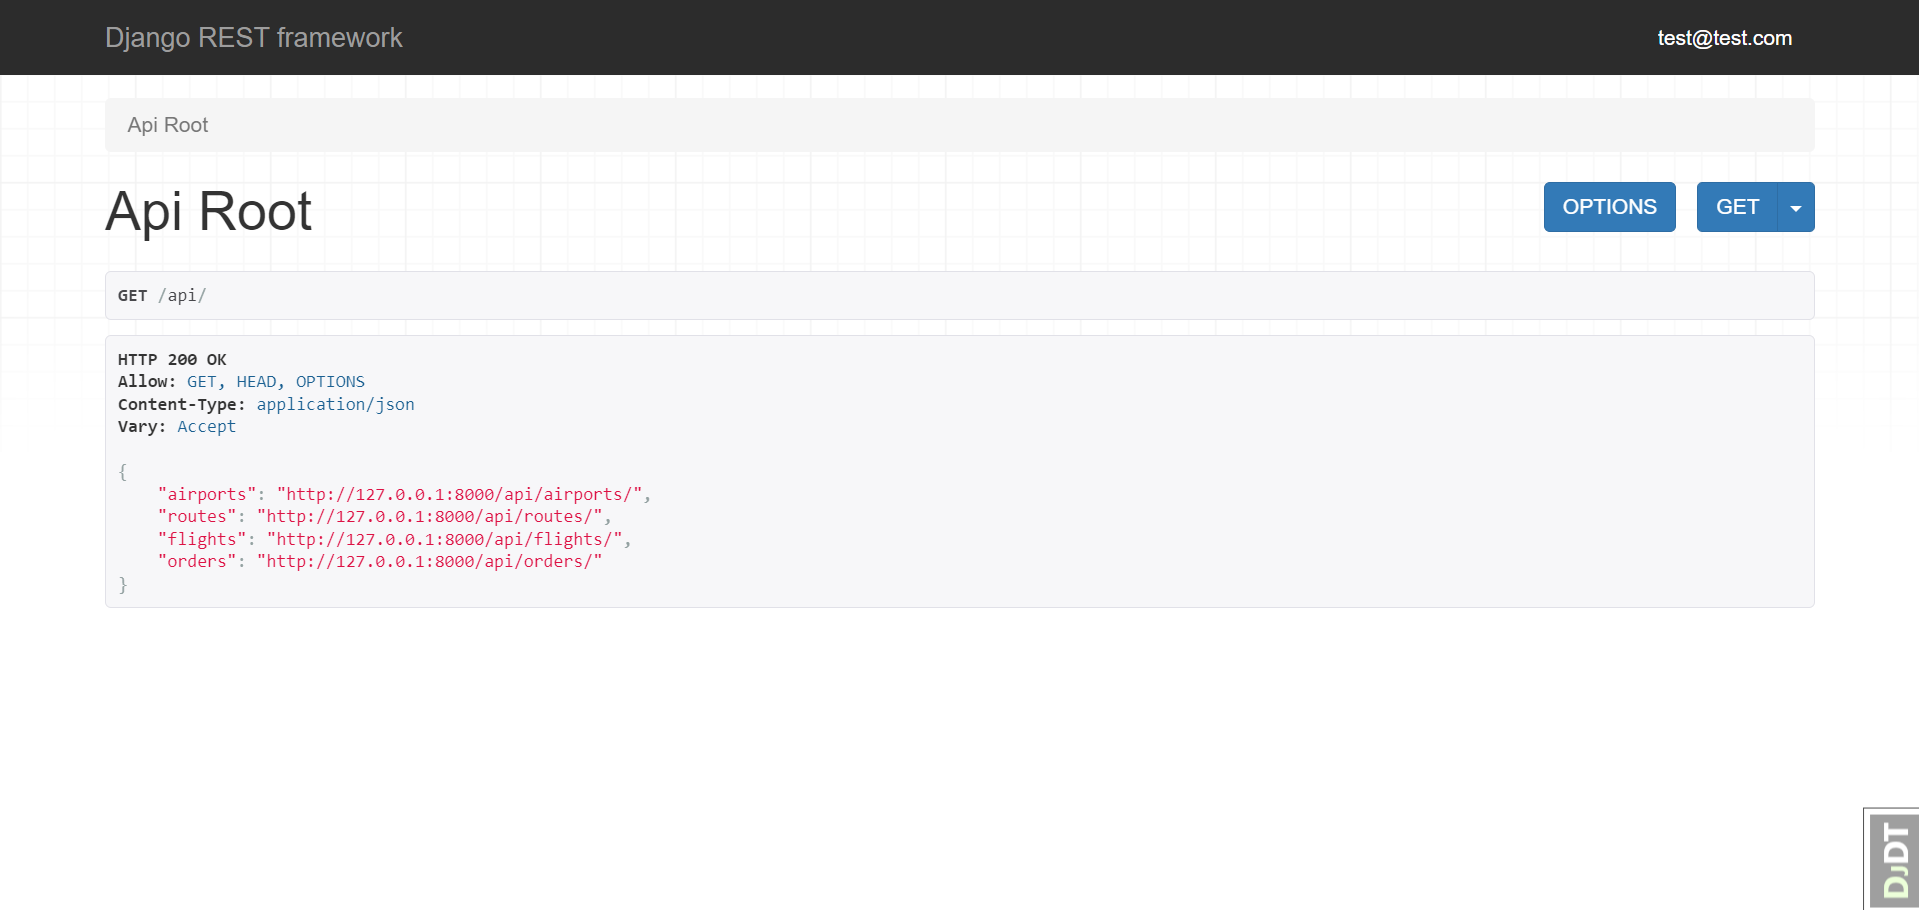 Django REST framework
test@test.com
Api Root
Api Root
OPTIONS
GET
GET /api/
HTTP 200 OK
Allow: GET, HEAD, OPTIONS
Content-Type: application/json
Vary: Accept
{
    "airports": "http://127.0.0.1:8000/api/airports/",
    "routes": "http://127.0.0.1:8000/api/routes/",
    "flights": "http://127.0.0.1:8000/api/flights/",
    "orders": "http://127.0.0.1:8000/api/orders/"
}
DJDT